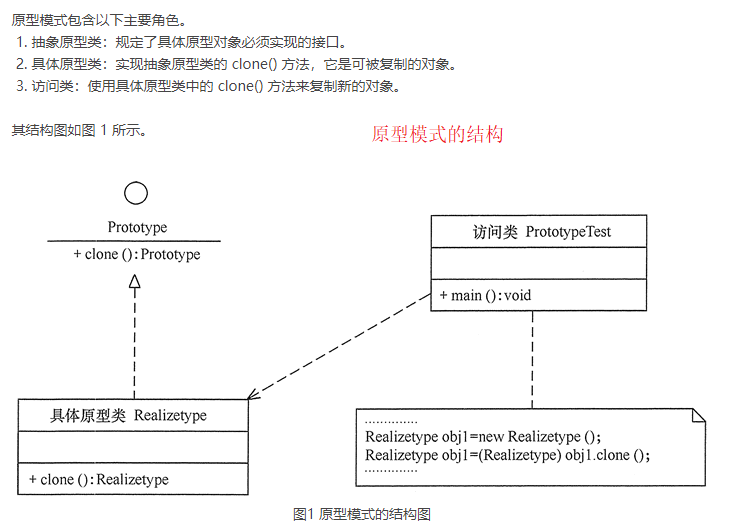 原型模式包含以下主要角色。
1. 抽象原型类：规定了具体原型对象必须实现的接口。
2. 具体原型类：实现抽象原型类的 clone() 方法，它是可被复制的对象。
3. 访问类：使用具体原型类中的 clone() 方法来复制新的对象。
其结构图如图 1 所示。
原型模式的结构
Prototype
+ clone ():Prototype
访问类 PrototypeTest
+ main ():void
具体原型类 Realizetype
+ clone ():Realizetype
..............
Realizetype obj1=new Realizetype ();
Realizetype obj1=(Realizetype) obj1.clone ();
..............
图1 原型模式的结构图